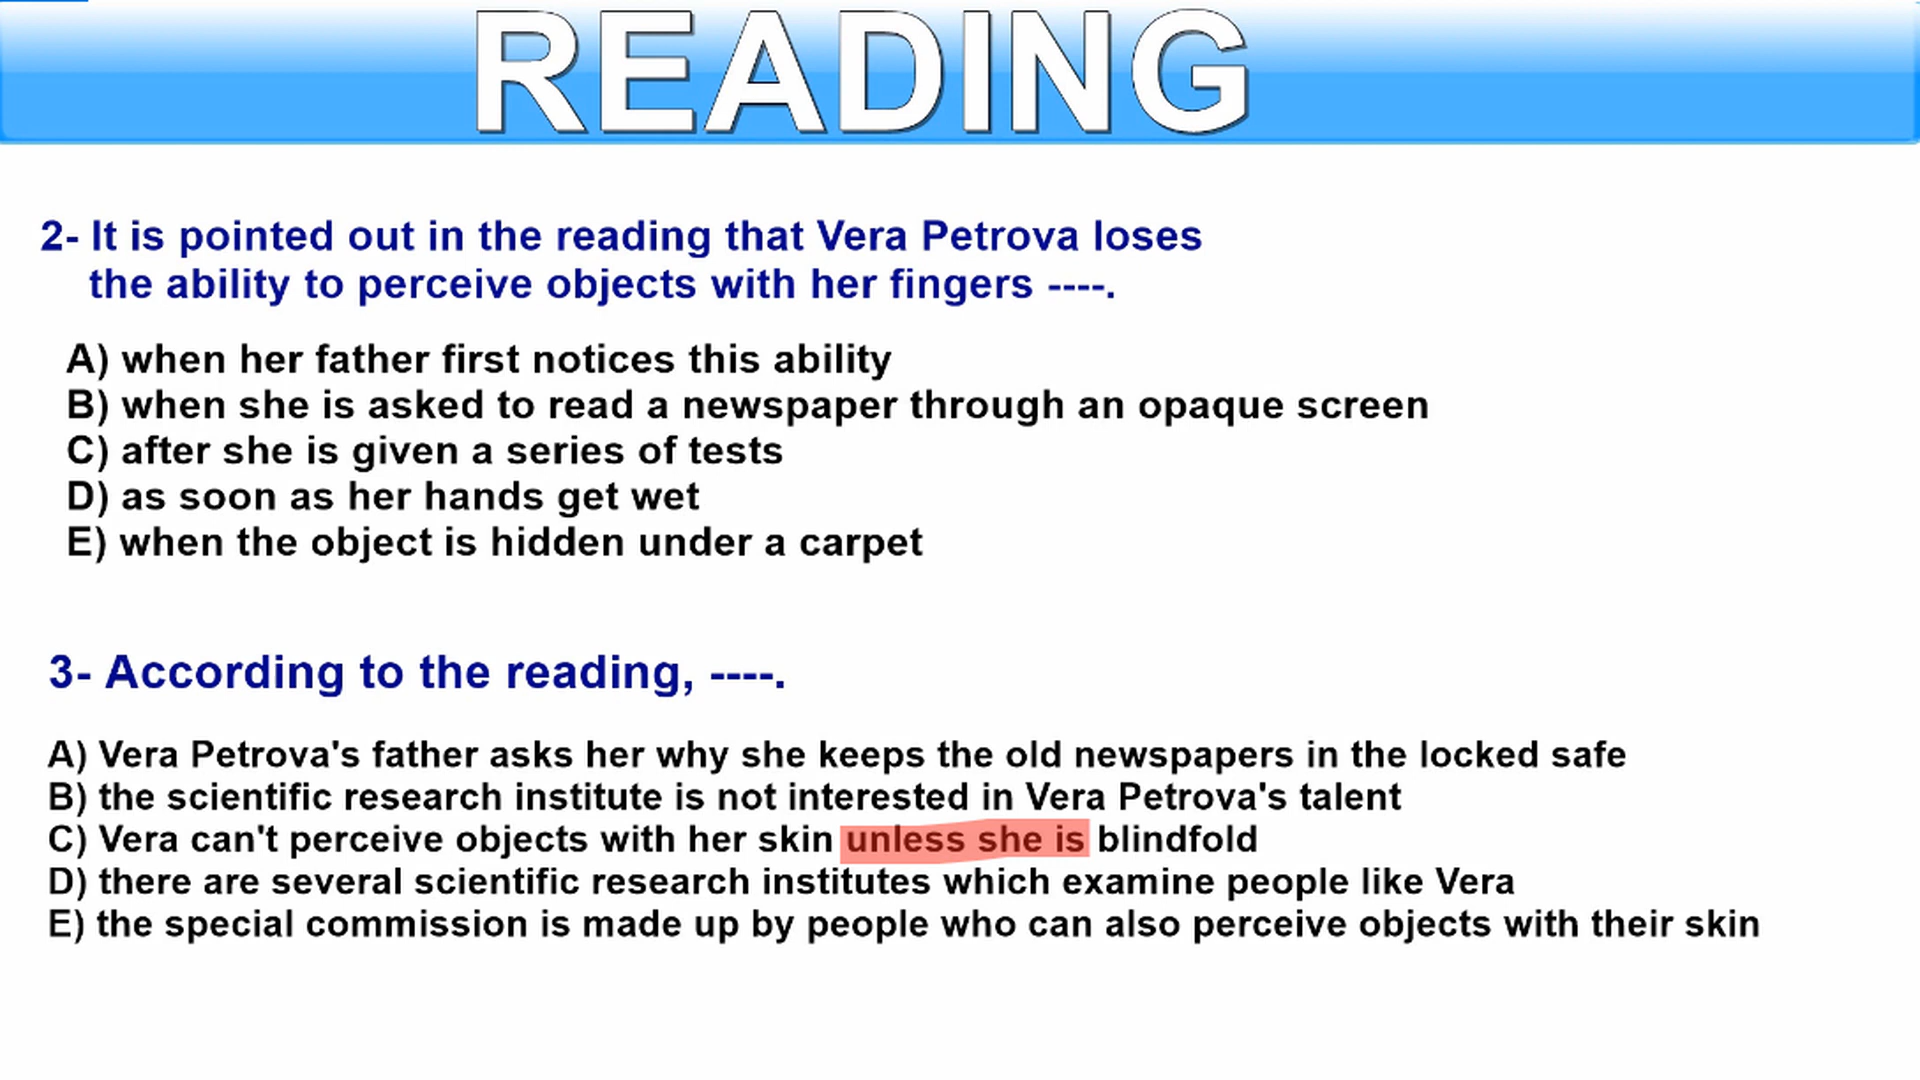 READING
2- It is pointed out in the reading that Vera Petrova loses
the ability to perceive objects with her fingers ----.
A) when her father first notices this ability
B) when she is asked to read a newspaper through an opaque screen
C) after she is given a series of tests
D) as soon as her hands get wet
E) when the object is hidden under a carpet
3- According to the reading, ----.
A) Vera Petrova's father asks her why she keeps the old newspapers in the locked safe
B) the scientific research institute is not interested in Vera Petrova's talent
C) Vera can't perceive objects with her skin unless she is blindfold
D) there are several scientific research institutes which examine people like Vera
E) the special commission is made up by people who can also perceive objects with their skin